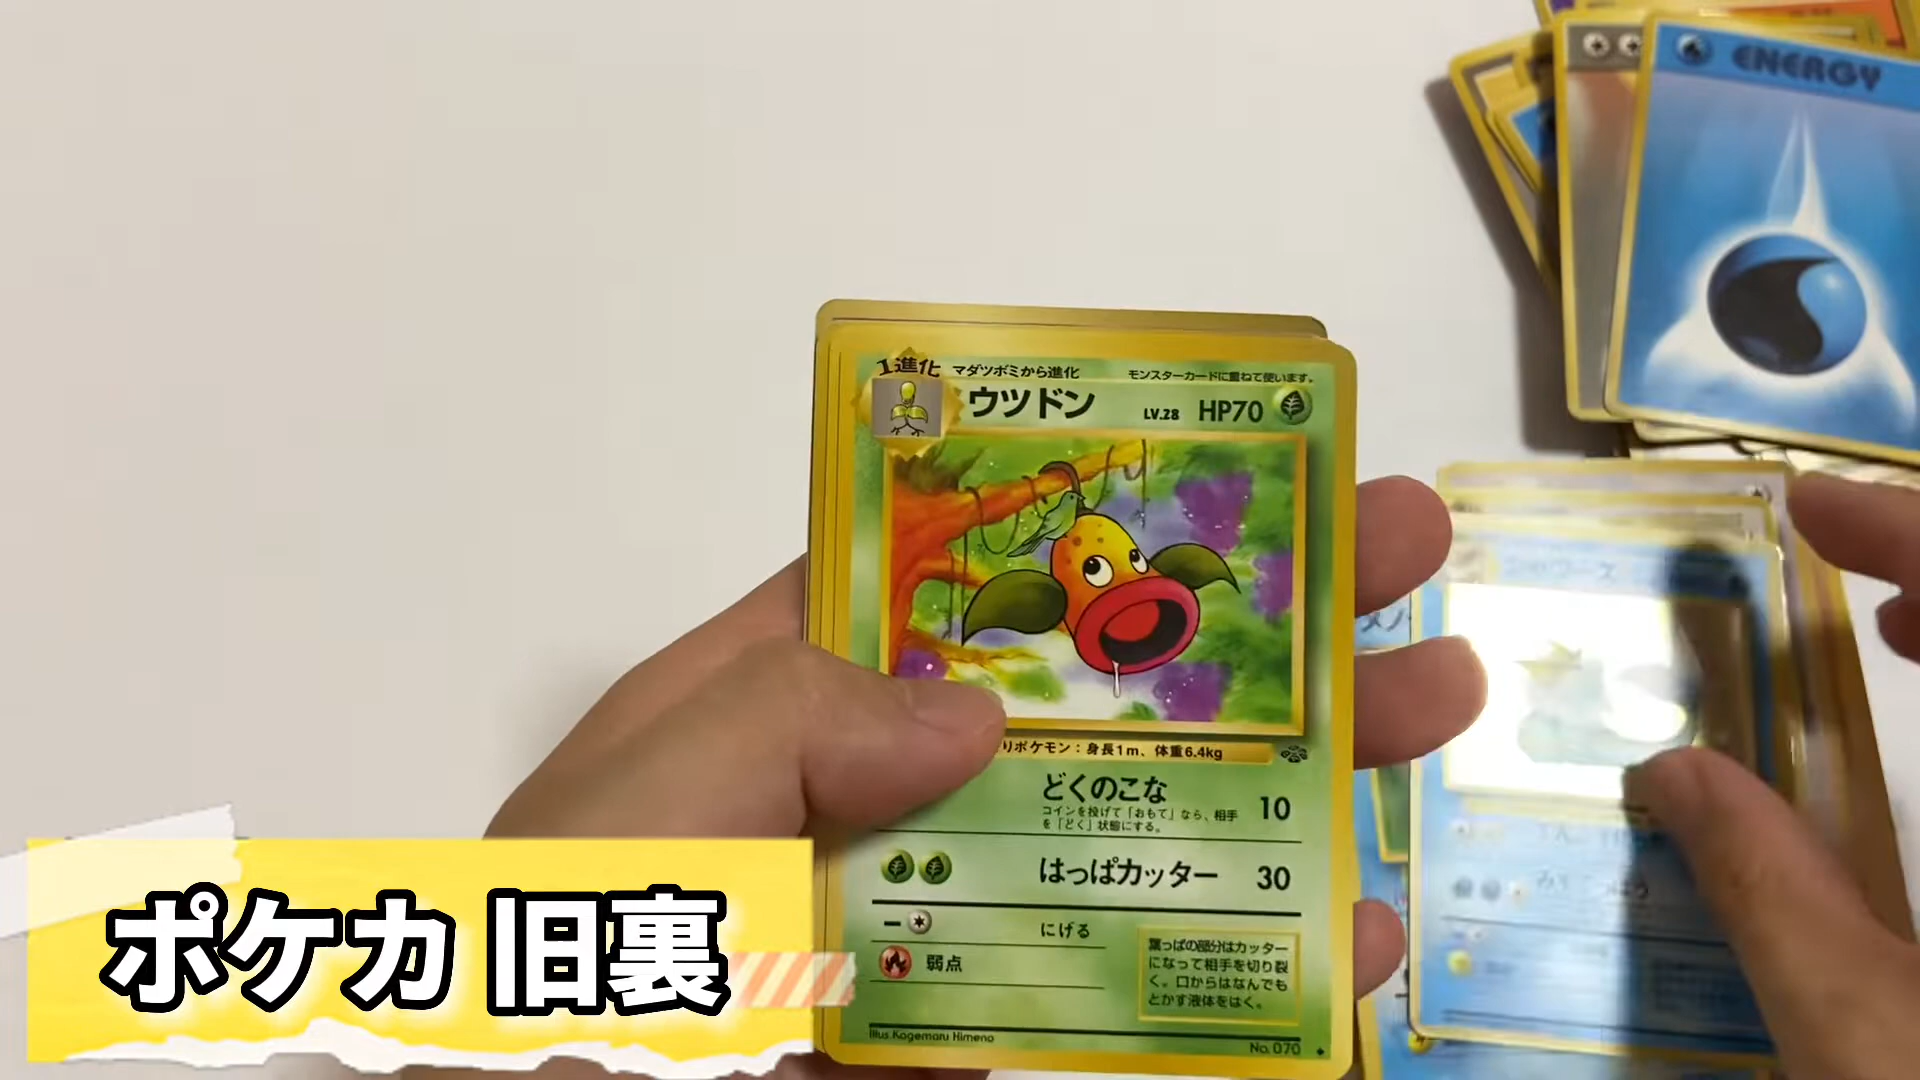 ENERGY
1進化 マダツボミから進化 モンスターカードに重ねて使います。
ウツドン LV.28 HP70
りポケモン：身長1m、体重6.4kg
どくのこな 10
コインを投げて「おもて」なら、相手
を「どく」状態にする。
はっぱカッター 30
ー にげる
弱点
葉っぱの部分はカッター
になって相手を切り裂
く。口からはなんでも
とかす液体をはく。
Illus.Kagemaru Himeno
No.070
ポケカ 旧裏